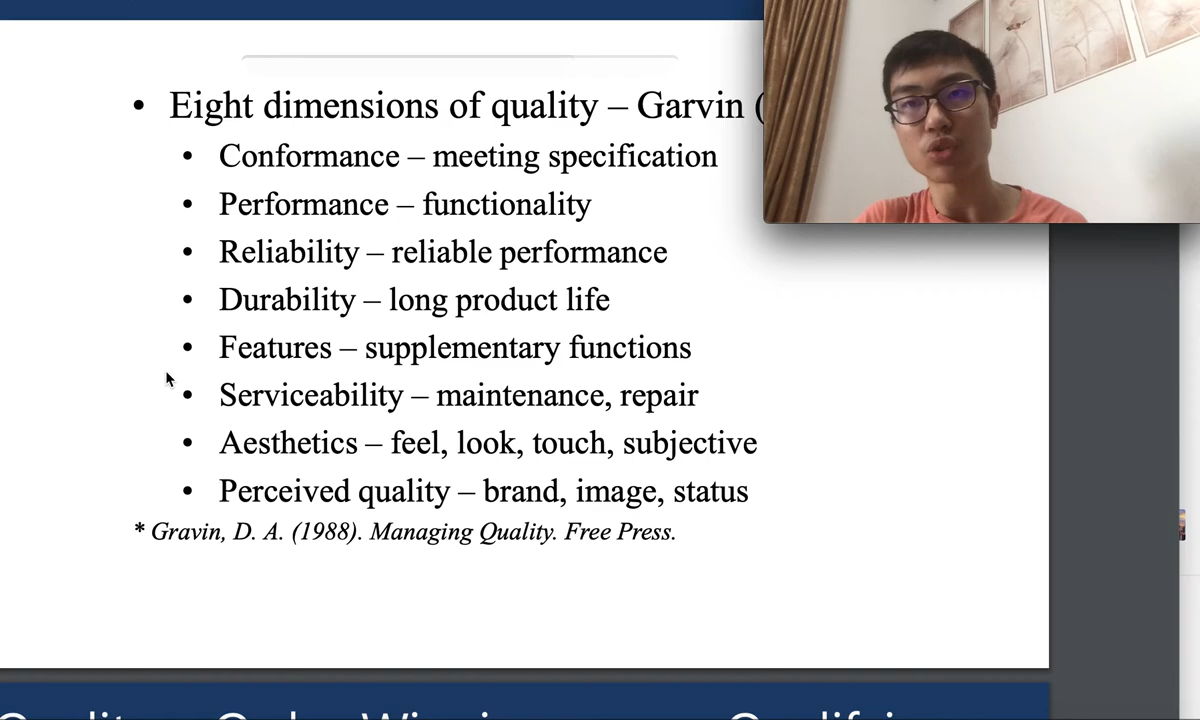 • Eight dimensions of quality – Garvin (
• Conformance – meeting specification
• Performance – functionality
• Reliability – reliable performance
• Durability – long product life
• Features – supplementary functions
• Serviceability – maintenance, repair
• Aesthetics – feel, look, touch, subjective
• Perceived quality – brand, image, status
* Gravin, D. A. (1988). Managing Quality. Free Press.